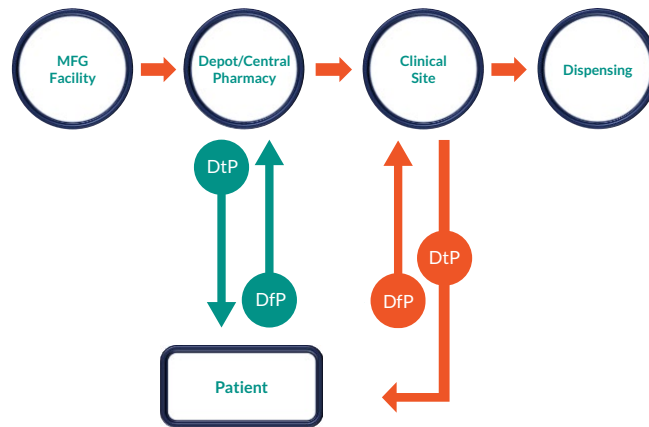 MFG
Facility
Depot/Central
Pharmacy
Clinical
Site
Dispensing
DtP
DtP
DfP
DfP
Patient